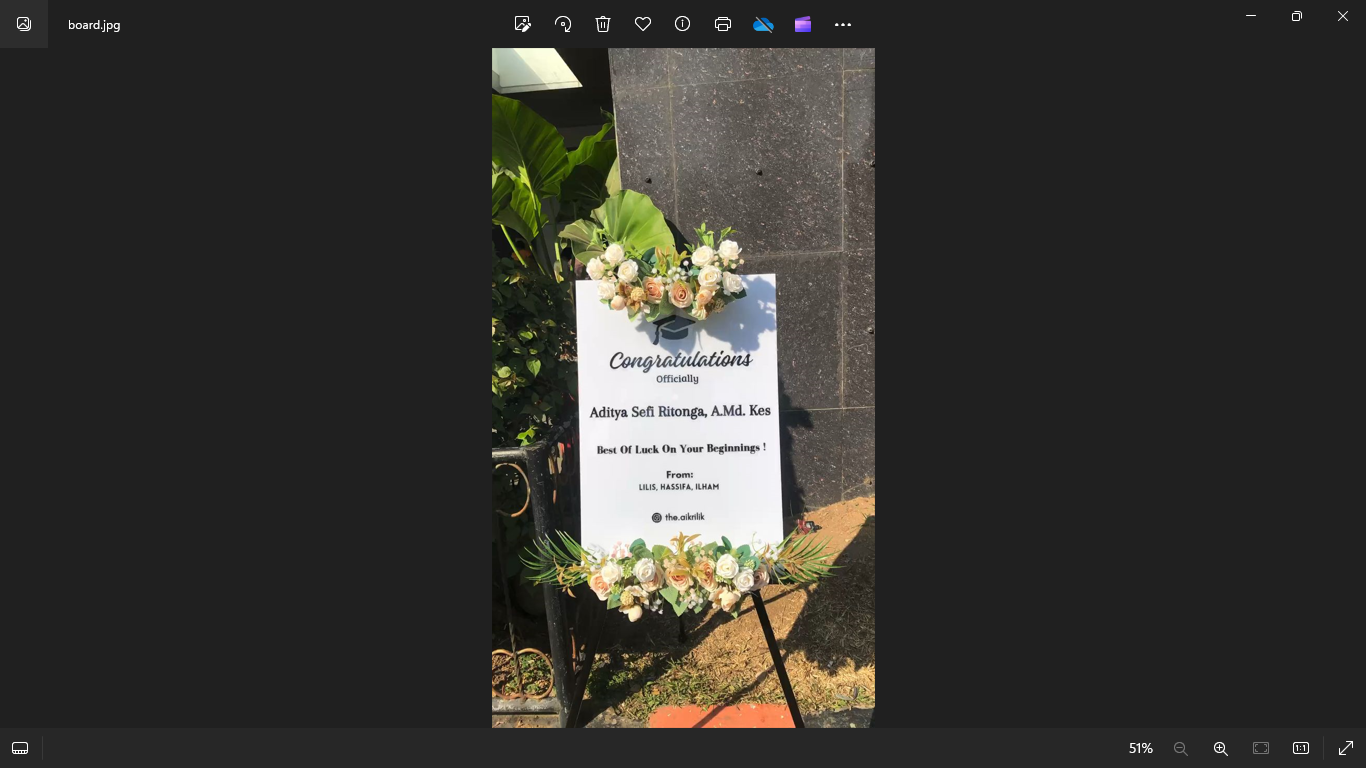 board.jpg
Congratulations
Officially
Aditya Sefi Ritonga, A.Md. Kes
Best Of Luck On Your Beginnings !
From:
LILIS, HASSIFA, ILHAM
the.aikrilik
51%
1:1